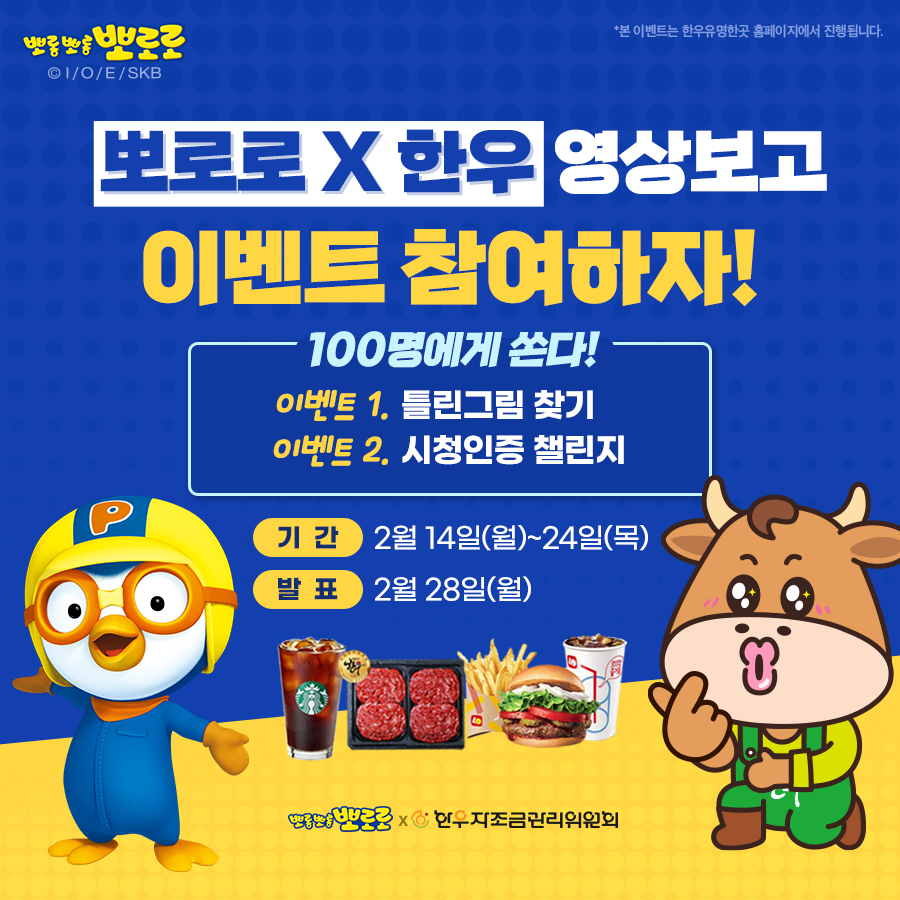 뽀롱뽀롱 뽀로로
© I / O / E / SKB
*본 이벤트는 한우유명한곳 홈페이지에서 진행됩니다.
뽀로로 X 한우 영상보고
이벤트 참여하자!
100명에게 쏜다!
이벤트 1. 틀린그림 찾기
이벤트 2. 시청인증 챌린지
P
기 간 2월 14일(월)~24일(목)
발 표 2월 28일(월)
뽀롱뽀롱 뽀로로 x 한우자조금관리위원회